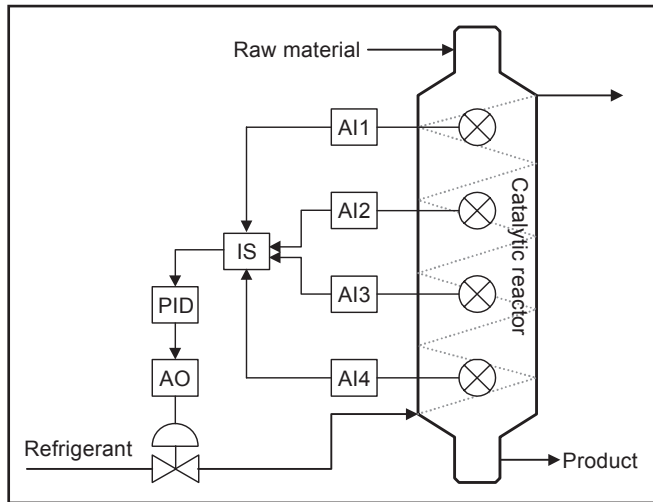 Raw material
AI1
AI2
IS
AI3
PID
AI4
AO
Catalytic reactor
Refrigerant
Product